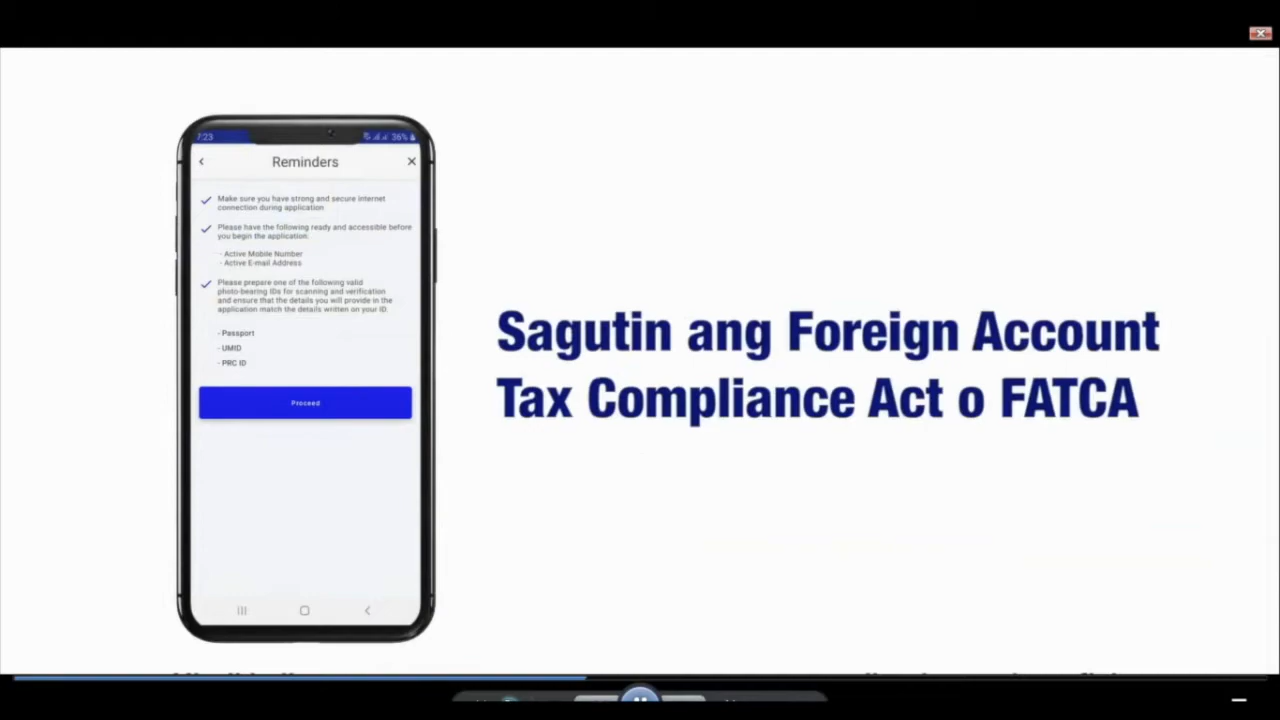 7:23
36%
Reminders
Make sure you have strong and secure internet
connection during application
Please have the following ready and accessible before
you begin the application:
- Active Mobile Number
- Active E-mail Address
Please prepare one of the following valid
photo-bearing IDs for scanning and verification
and ensure that the details you will provide in the
application match the details written on your ID.
- Passport
- UMID
- PRC ID
Proceed
Sagutin ang Foreign Account
Tax Compliance Act o FATCA